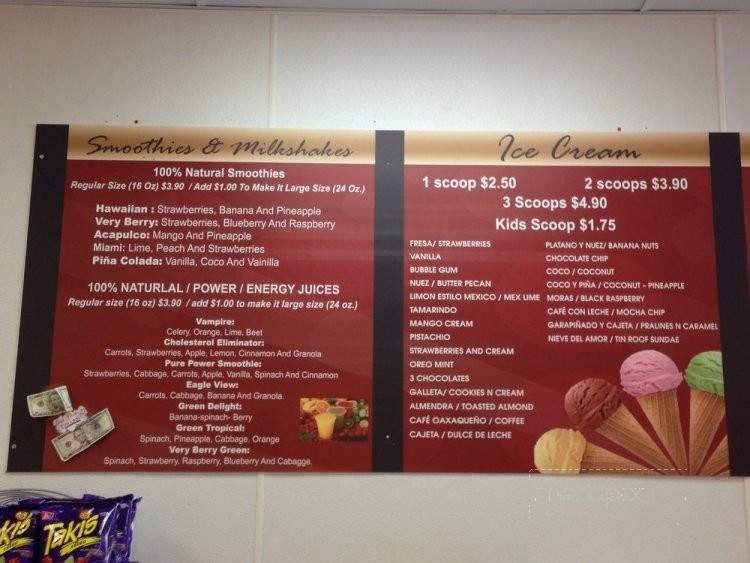 Smoothies & Milkshakes
100% Natural Smoothies
Regular Size (16 Oz) $3.90 / Add $1.00 To Make It Large Size (24 Oz.)
Hawaiian : Strawberries, Banana And Pineapple
Very Berry: Strawberries, Blueberry And Raspberry
Acapulco: Mango And Pineapple
Miami: Lime, Peach And Strawberries
Piña Colada: Vanilla, Coco And Vainilla
100% NATURLAL / POWER / ENERGY JUICES
Regular size (16 oz) $3.90 / add $1.00 to make it large size (24 oz.)
Vampire:
Celery, Orange, Lime, Beet
Cholesterol Eliminator:
Carrots, Strawberries, Apple, Lemon, Cinnamon And Granola
Pure Power Smoothie:
Strawberries, Cabbage, Carrots, Apple, Vanilla, Spinach And Cinnamon
Eagle View:
Carrots, Cabbage, Banana And Granola.
Green Delight:
Banana-spinach- Berry
Green Tropical:
Spinach, Pineapple, Cabbage, Orange
Very Berry Green:
Spinach, Strawberry, Raspberry, Blueberry And Cabagge.
Ice Cream
1 scoop $2.50 2 scoops $3.90
3 Scoops $4.90
Kids Scoop $1.75
FRESA/ STRAWBERRIES
VANILLA
BUBBLE GUM
NUEZ / BUTTER PECAN
LIMON ESTILO MEXICO / MEX LIME
TAMARINDO
MANGO CREAM
PISTACHIO
STRAWBERRIES AND CREAM
OREO MINT
3 CHOCOLATES
GALLETA/ COOKIES N CREAM
ALMENDRA / TOASTED ALMOND
CAFÉ OAXAQUEÑO / COFFEE
CAJETA / DULCE DE LECHE
PLATANO Y NUEZ/ BANANA NUTS
CHOCOLATE CHIP
COCO / COCONUT
COCO Y PIÑA / COCONUT - PINEAPPLE
MORAS / BLACK RASPBERRY
CAFÉ CON LECHE / MOCHA CHIP
GARAPIÑADO Y CAJETA / PRALINES N CARAMEL
NIEVE DEL AMOR / TIN ROOF SUNDAE
Takis